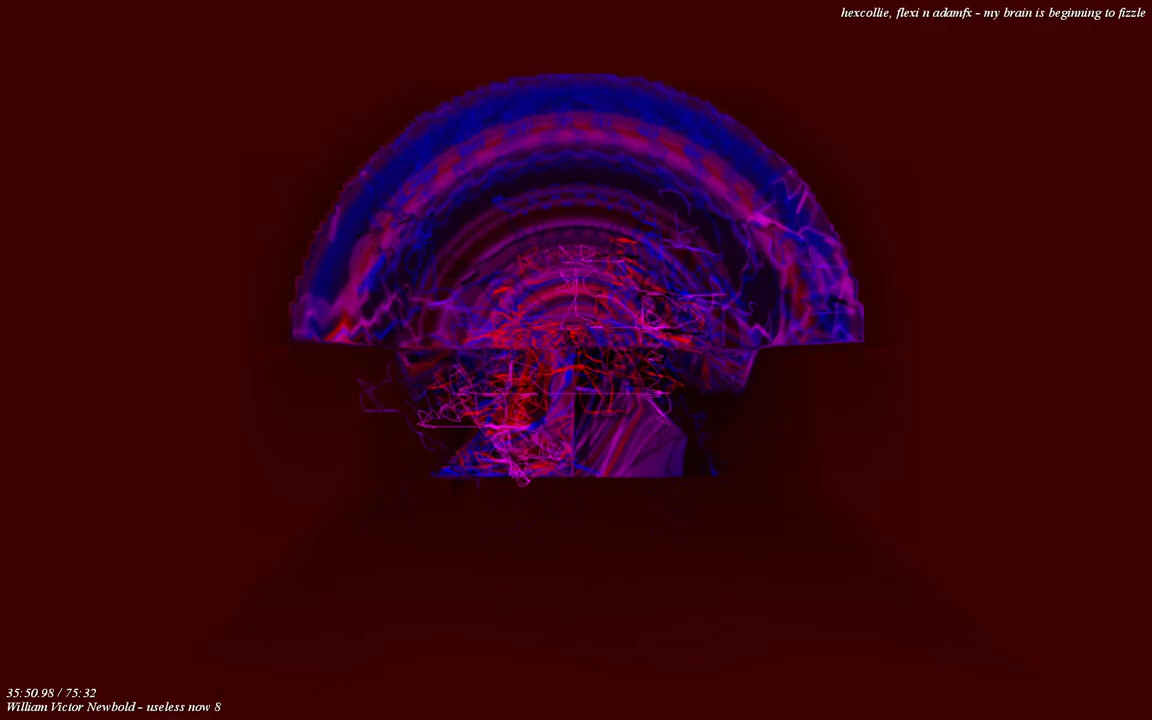 hexcollie, flexi n adamfx - my brain is beginning to fizzle
35:50.98 / 75:32
William Victor Newbold - useless now 8